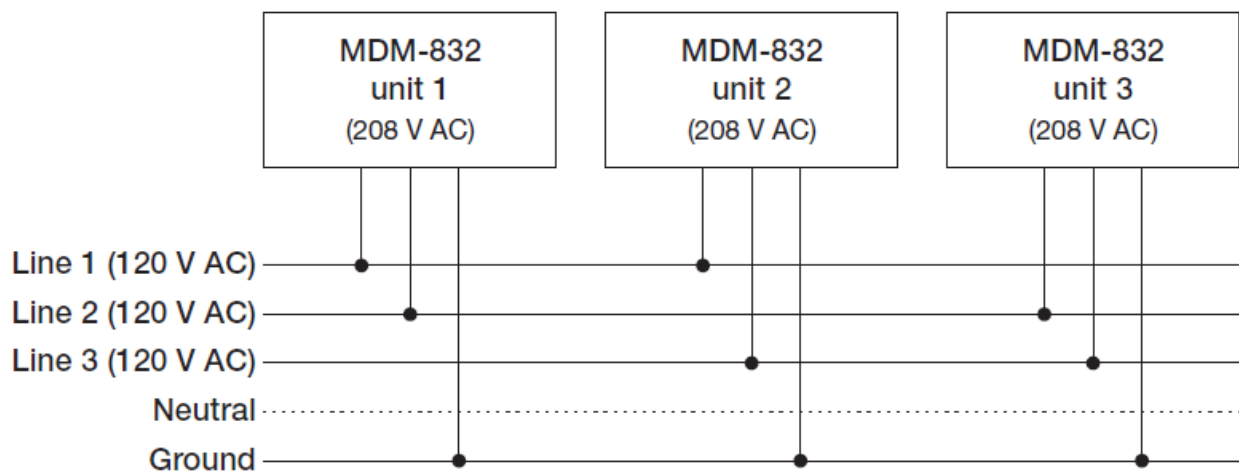 MDM-832
unit 1
(208 V AC)
MDM-832
unit 2
(208 V AC)
MDM-832
unit 3
(208 V AC)
Line 1 (120 V AC)
Line 2 (120 V AC)
Line 3 (120 V AC)
Neutral
Ground